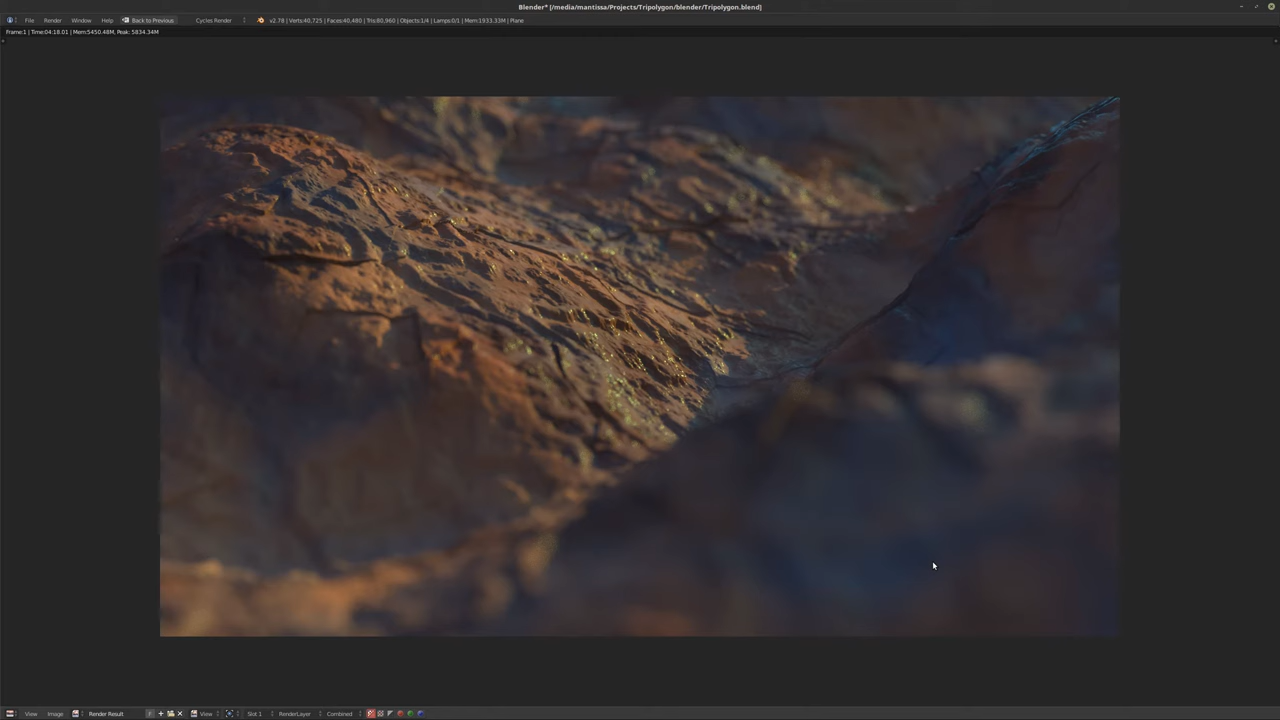 Blender* [/media/mantissa/Projects/Tripolygon/blender/Tripolygon.blend]
File Render Window Help Back to Previous Cycles Render v2.78 | Verts:40,725 | Faces:40,480 | Tris:80,960 | Objects:1/4 | Lamps:0/1 | Mem:1933.33M | Plane
Frame:1 | Time:04:18.01 | Mem:5450.48M, Peak: 5834.34M
View Image Render Result F View Slot 1 RenderLayer Combined